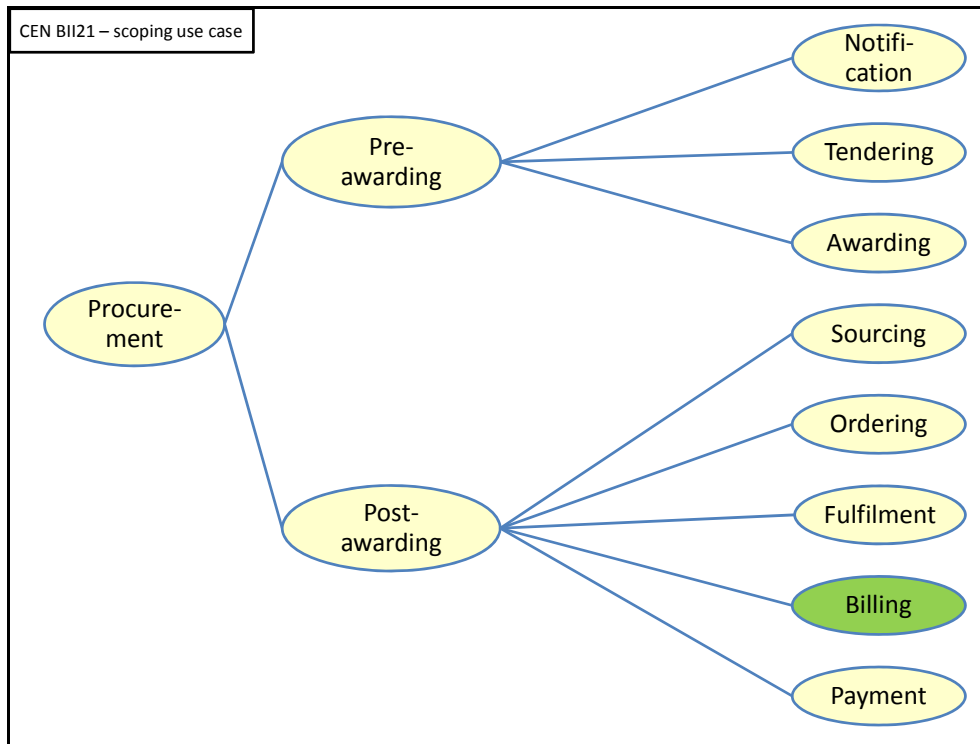 CEN BII21 – scoping use case
Notifi-
cation
Pre-
awarding
Tendering
Awarding
Procure-
ment
Sourcing
Ordering
Post-
awarding
Fulfilment
Billing
Payment